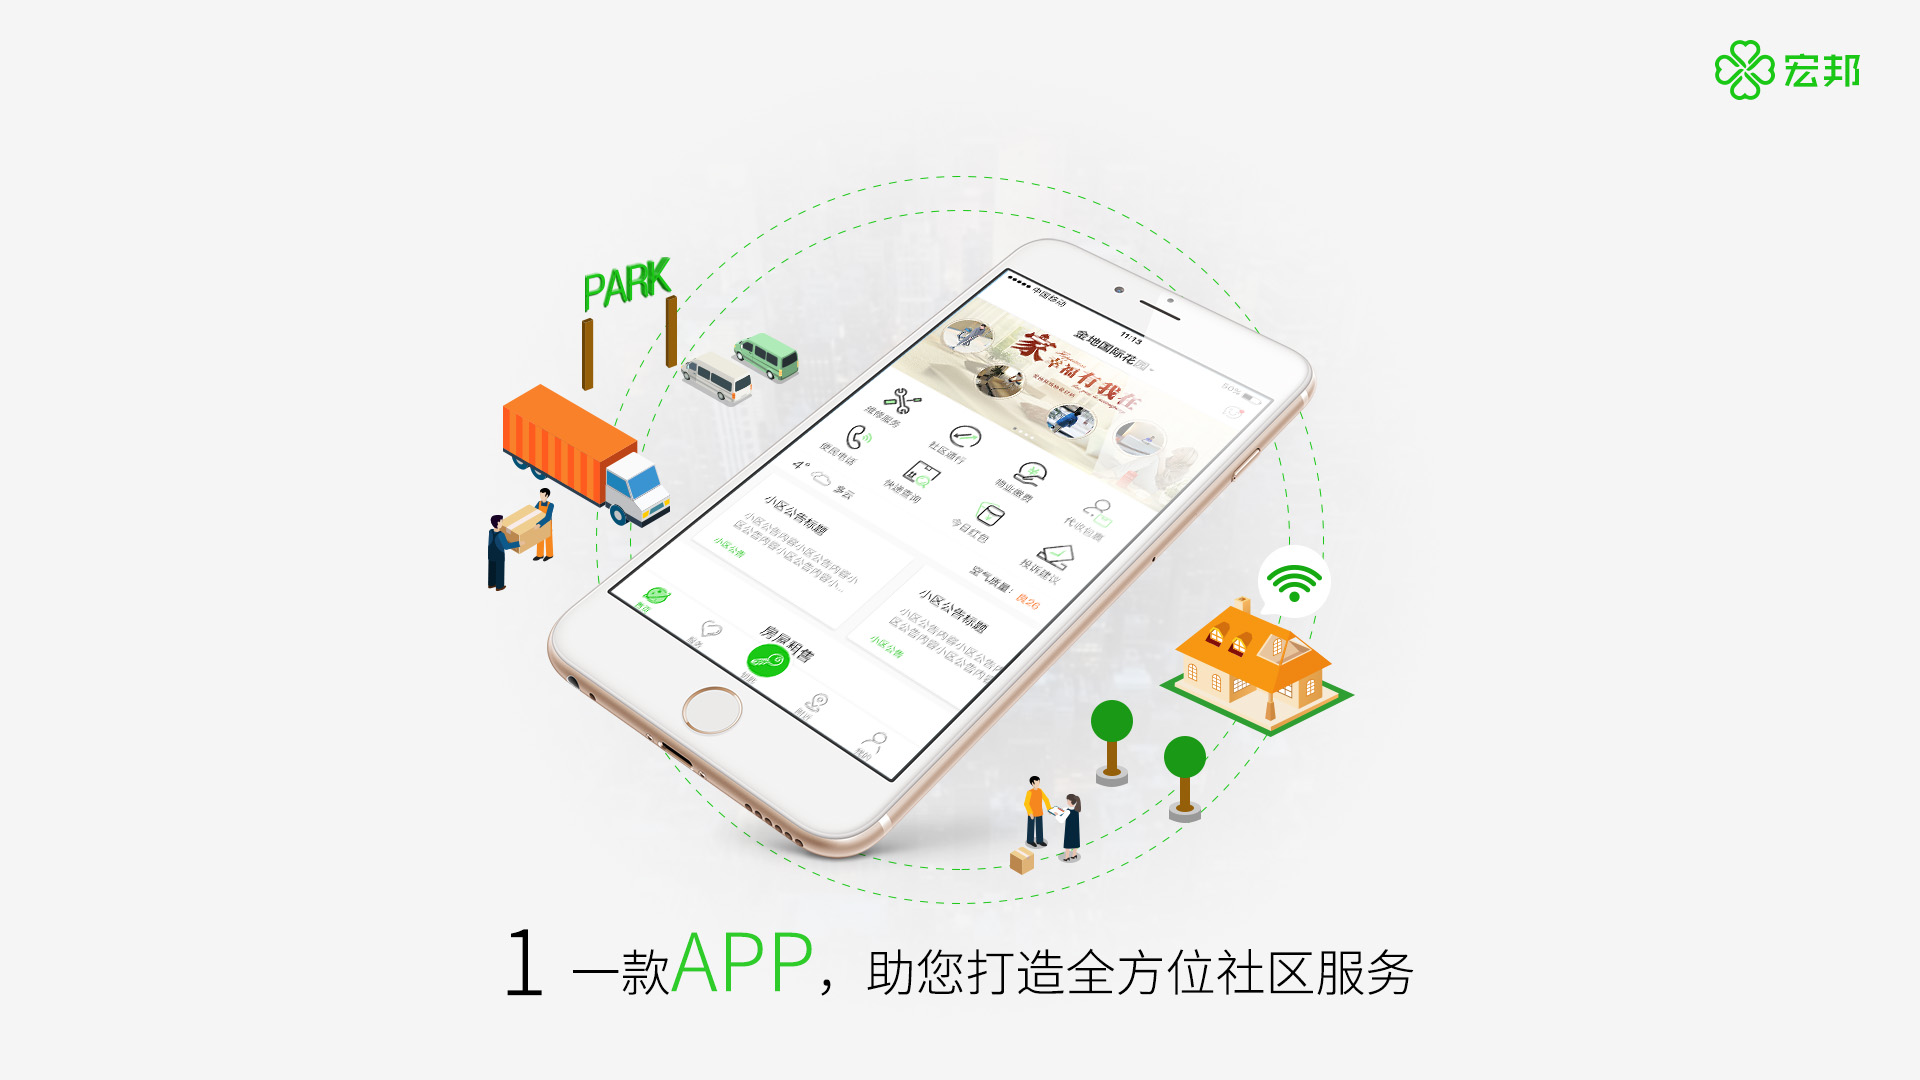 宏邦
PARK
中国移动
11:13
50%
金地国际花园
家
幸福有我在
维修服务
社区通行
物业缴费
代收包裹
便民电话
快递查询
今日红包
投诉建议
4°
多云
空气质量：良26
小区公告标题
小区公告内容小区公告内容小
区公告内容小区公告内容小...
小区公告
小区公告标题
小区公告内容小区公告内
区公告内容小区公告内容
小区公告
房屋租售
我的
1 一款APP，助您打造全方位社区服务